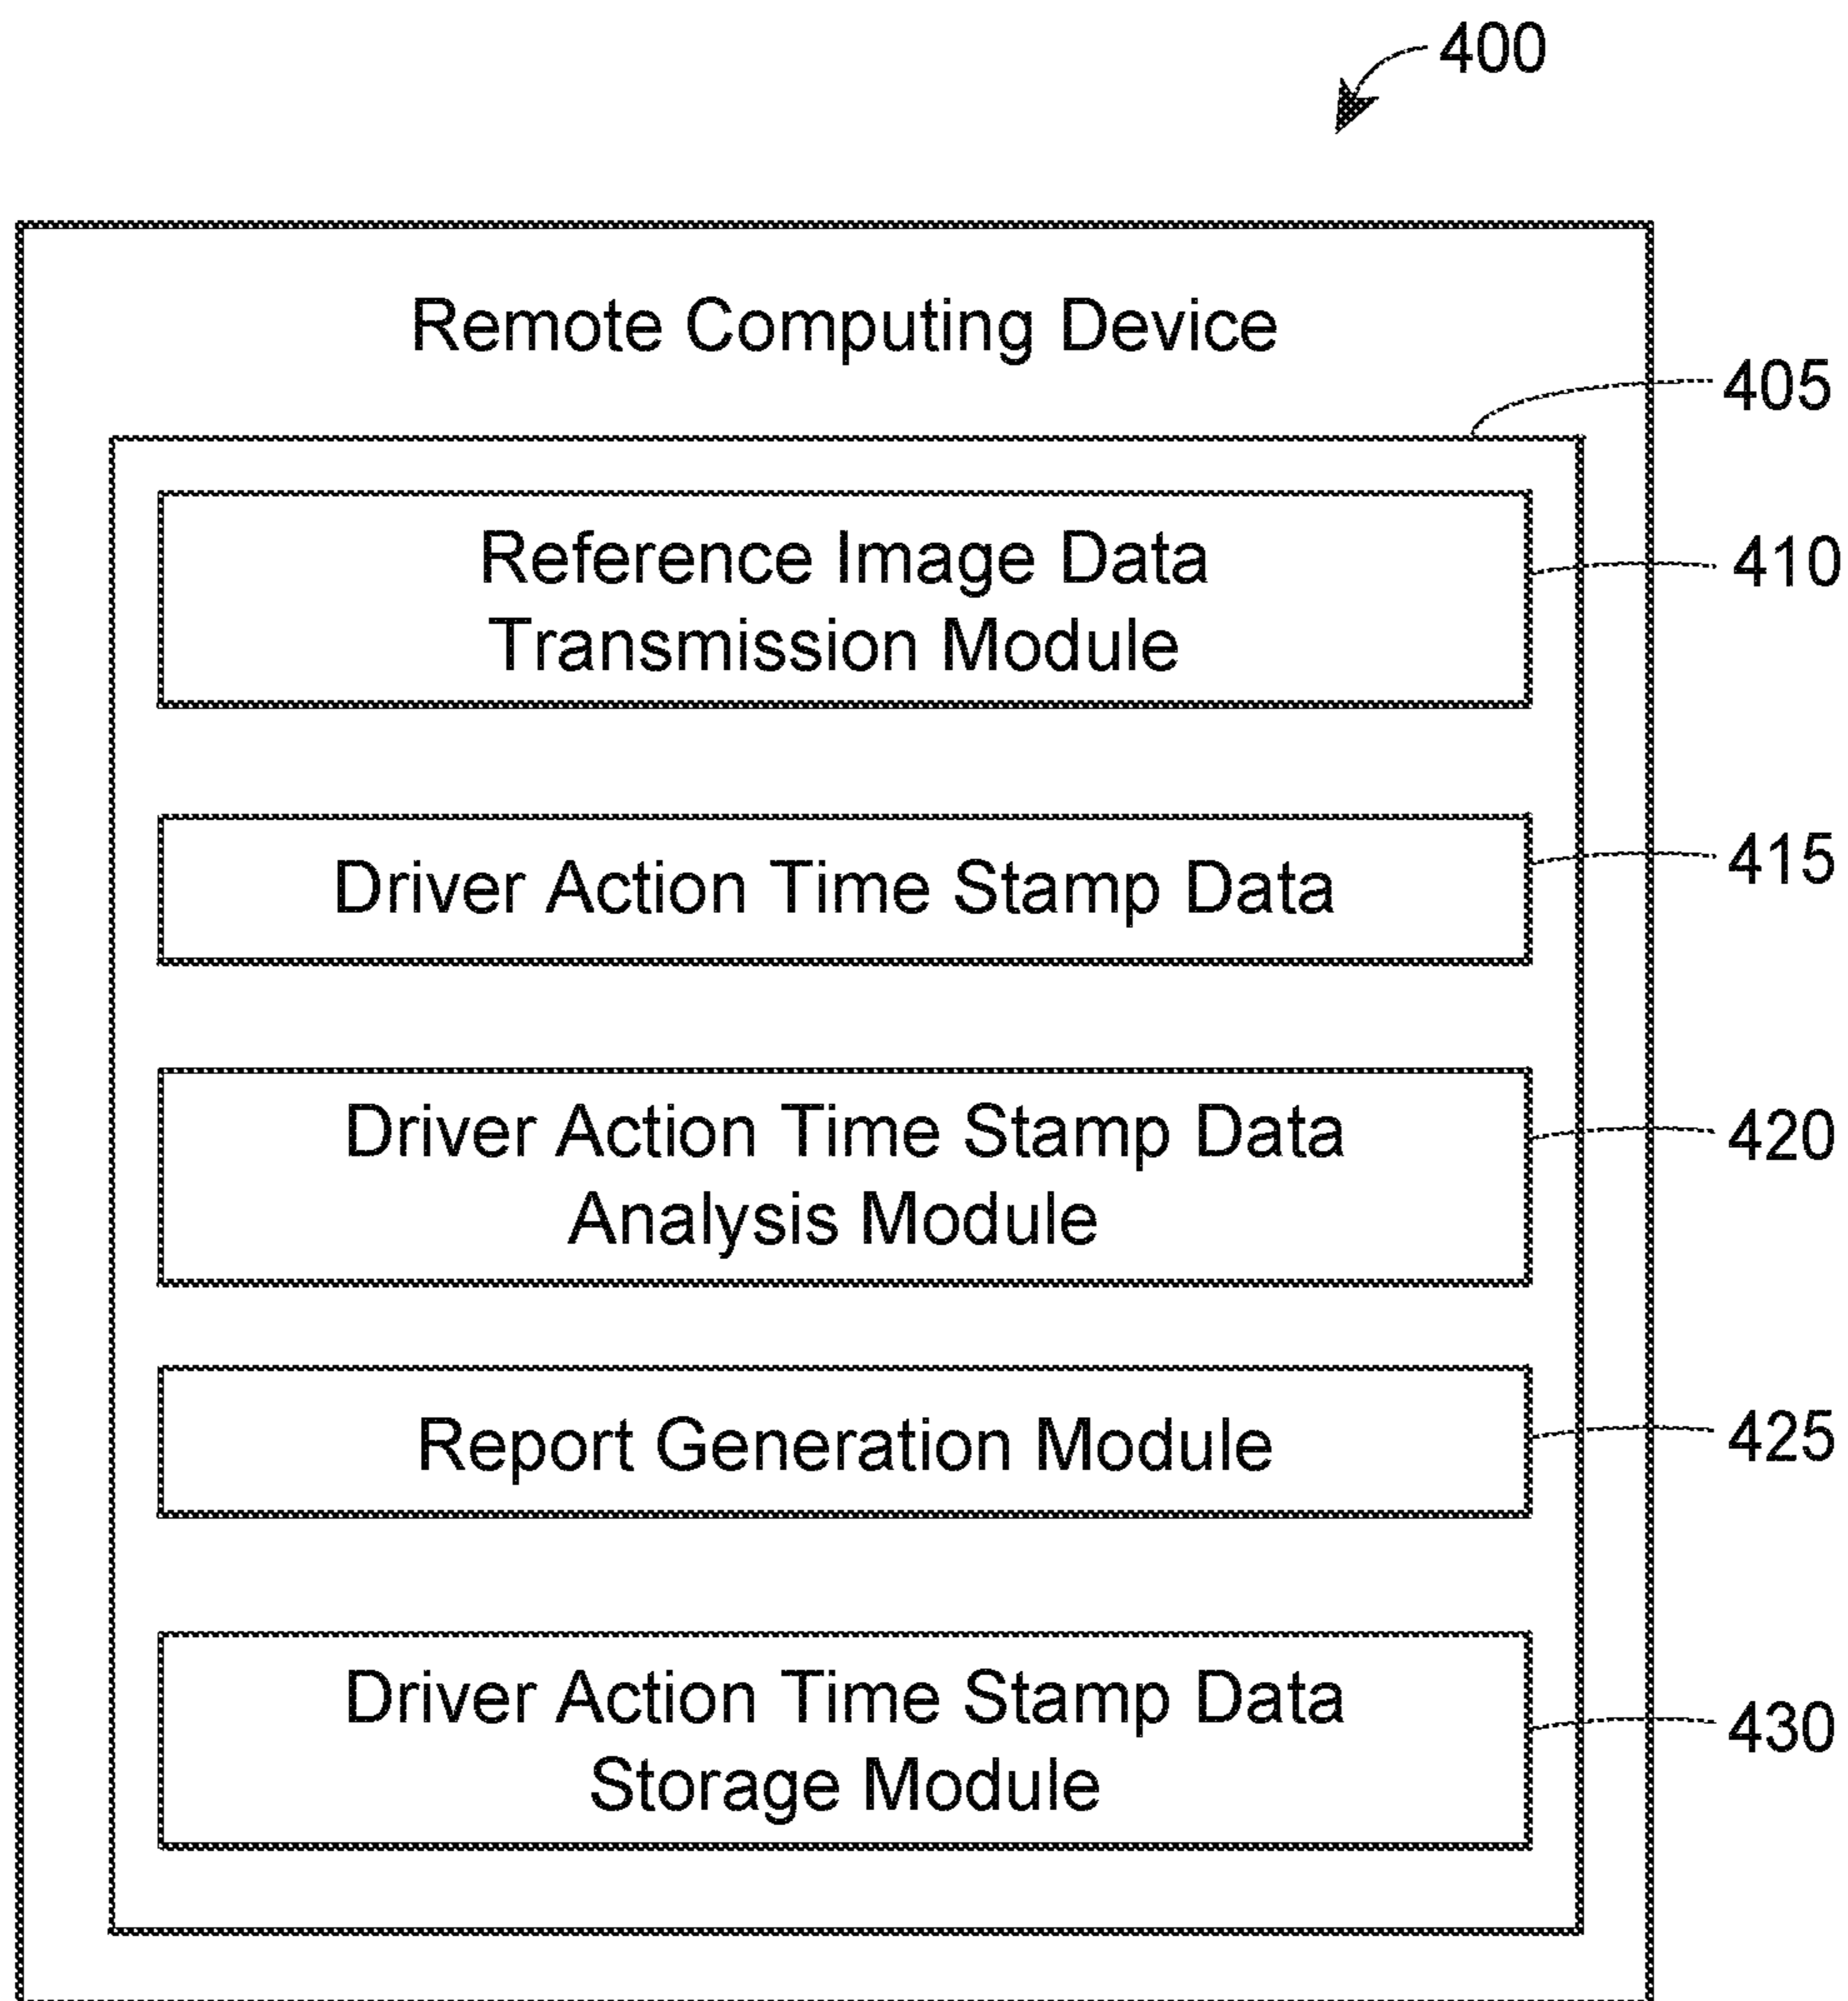 400
Remote Computing Device
405
Reference Image Data
Transmission Module
410
Driver Action Time Stamp Data
415
Driver Action Time Stamp Data
Analysis Module
420
Report Generation Module
425
Driver Action Time Stamp Data
Storage Module
430